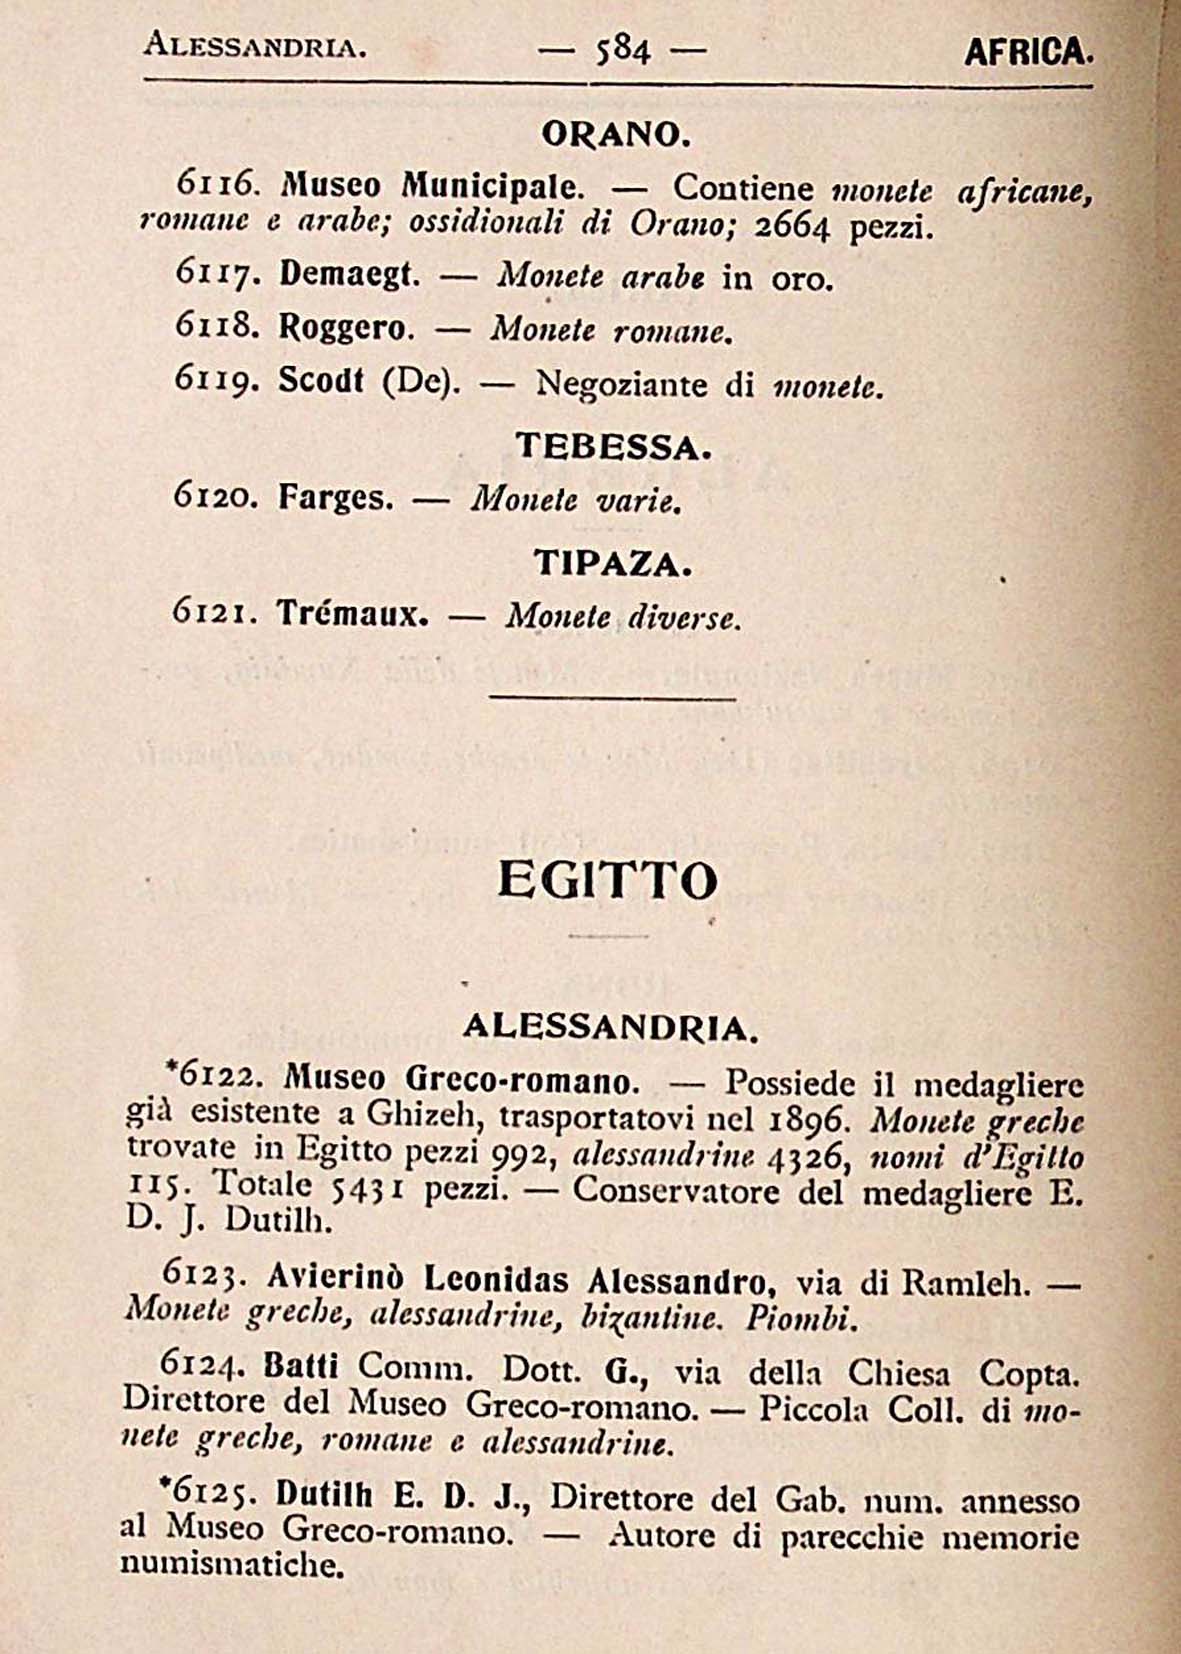 ALESSANDRIA. — 584 — AFRICA.
ORANO.
6116. Museo Municipale. — Contiene monete africane,
romane e arabe; ossidionali di Orano; 2664 pezzi.
6117. Demaegt. — Monete arabe in oro.
6118. Roggero. — Monete romane.
6119. Scodt (De). — Negoziante di monete.
TEBESSA.
6120. Farges. — Monete varie.
TIPAZA.
6121. Trémaux. — Monete diverse.
EGITTO
ALESSANDRIA.
*6122. Museo Greco-romano. — Possiede il medagliere
già esistente a Ghizeh, trasportatovi nel 1896. Monete greche
trovate in Egitto pezzi 992, alessandrine 4326, nomi d'Egitto
115. Totale 5431 pezzi. — Conservatore del medagliere E.
D. J. Dutilh.
6123. Avierinò Leonidas Alessandro, via di Ramleh. —
Monete greche, alessandrine, bizantine. Piombi.
6124. Batti Comm. Dott. G., via della Chiesa Copta.
Direttore del Museo Greco-romano. — Piccola Coll. di mo-
nete greche, romane e alessandrine.
*6125. Dutilh E. D. J., Direttore del Gab. num. annesso
al Museo Greco-romano. — Autore di parecchie memorie
numismatiche.